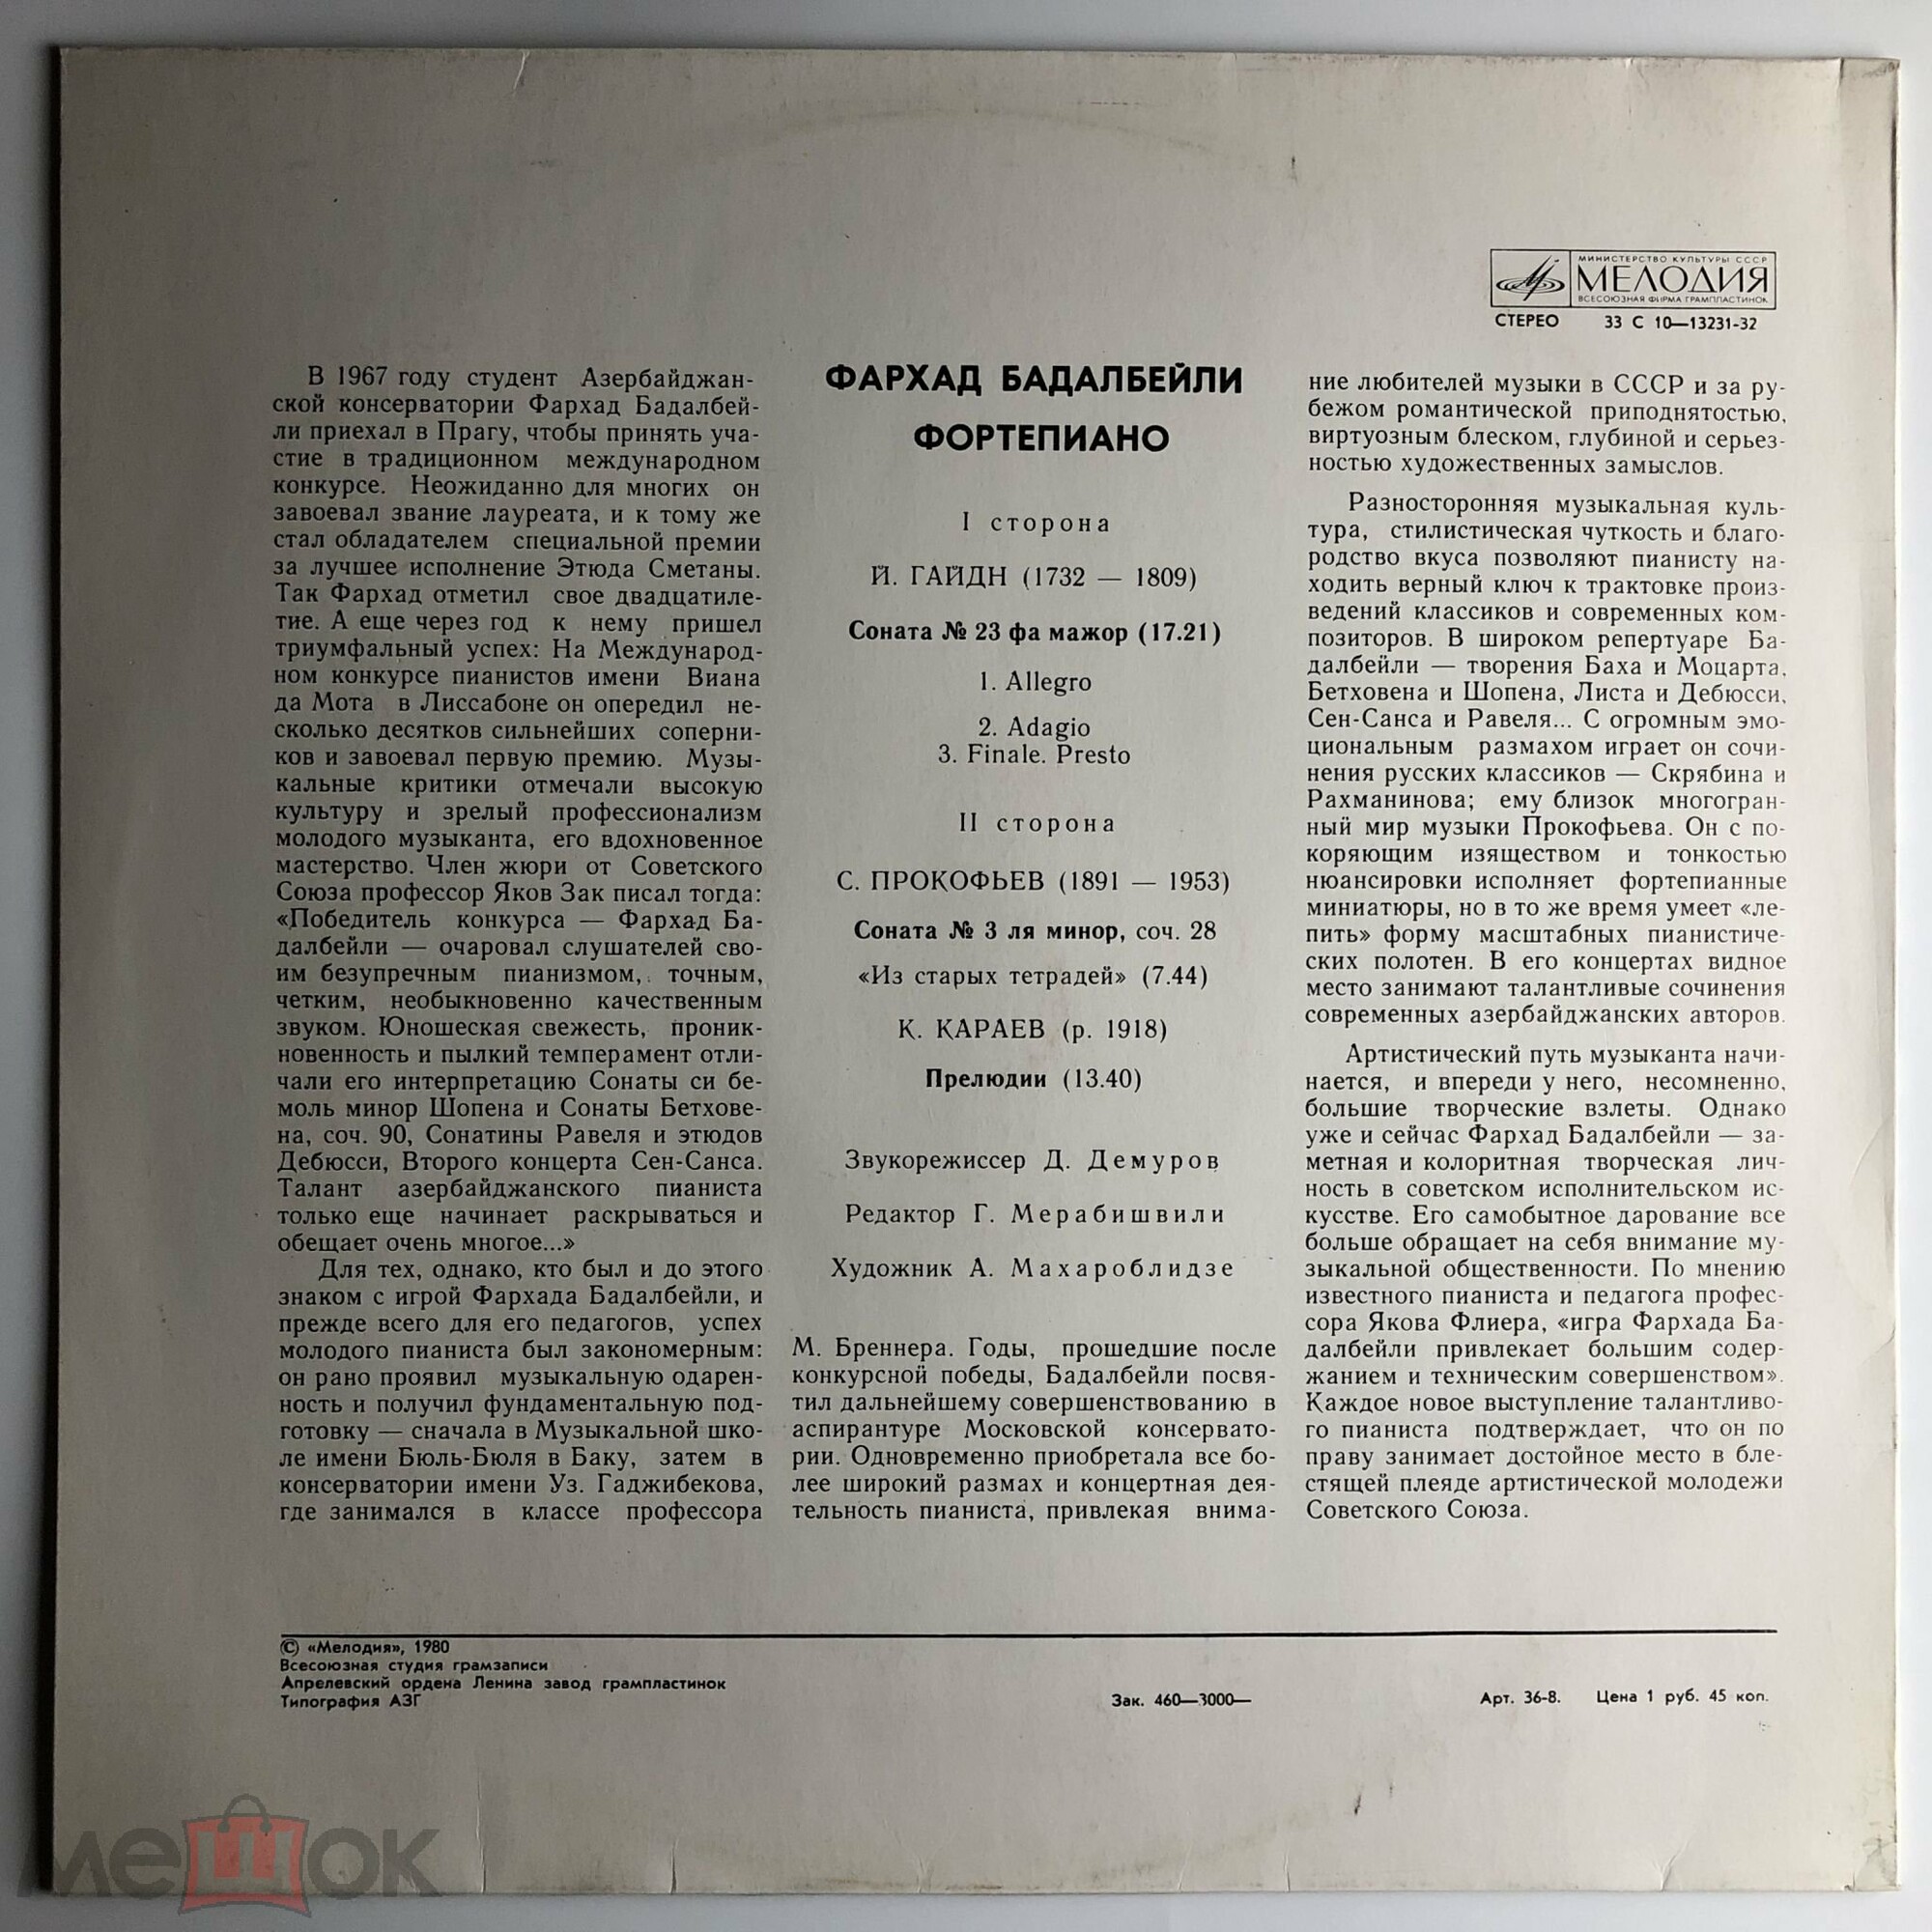 МИНИСТЕРСТВО КУЛЬТУРЫ СССР
МЕЛОДИЯ
ВСЕСОЮЗНАЯ ФИРМА ГРАМПЛАСТИНОК
СТЕРЕО 33 С 10—13231-32
В 1967 году студент Азербайджан-
ской консерватории Фархад Бадалбей-
ли приехал в Прагу, чтобы принять уча-
стие в традиционном международном
конкурсе. Неожиданно для многих он
завоевал звание лауреата, и к тому же
стал обладателем специальной премии
за лучшее исполнение Этюда Сметаны.
Так Фархад отметил свое двадцатиле-
тие. А еще через год к нему пришел
триумфальный успех: На Международ-
ном конкурсе пианистов имени Виана
да Мота в Лиссабоне он опередил не-
сколько десятков сильнейших соперни-
ков и завоевал первую премию. Музы-
кальные критики отмечали высокую
культуру и зрелый профессионализм
молодого музыканта, его вдохновенное
мастерство. Член жюри от Советского
Союза профессор Яков Зак писал тогда:
«Победитель конкурса — Фархад Ба-
далбейли — очаровал слушателей сво-
им безупречным пианизмом, точным,
четким, необыкновенно качественным
звуком. Юношеская свежесть, проник-
новенность и пылкий темперамент отли-
чали его интерпретацию Сонаты си бе-
моль минор Шопена и Сонаты Бетхове-
на, соч. 90, Сонатины Равеля и этюдов
Дебюсси, Второго концерта Сен-Санса.
Талант азербайджанского пианиста
только еще начинает раскрываться и
обещает очень многое...»
Для тех, однако, кто был и до этого
знаком с игрой Фархада Бадалбейли, и
прежде всего для его педагогов, успех
молодого пианиста был закономерным:
он рано проявил музыкальную одарен-
ность и получил фундаментальную под-
готовку — сначала в Музыкальной шко-
ле имени Бюль-Бюля в Баку, затем в
консерватории имени Уз. Гаджибекова,
где занимался в классе профессора
ФАРХАД БАДАЛБЕЙЛИ
ФОРТЕПИАНО
I сторона
Й. ГАЙДН (1732 — 1809)
Соната № 23 фа мажор (17.21)
1. Allegro
2. Adagio
3. Finale. Presto
II сторона
С. ПРОКОФЬЕВ (1891 — 1953)
Соната № 3 ля минор, соч. 28
«Из старых тетрадей» (7.44)
К. КАРАЕВ (р. 1918)
Прелюдии (13.40)
Звукорежиссер Д. Демуров
Редактор Г. Мерабишвили
Художник А. Махароблидзе
М. Бреннера. Годы, прошедшие после
конкурсной победы, Бадалбейли посвя-
тил дальнейшему совершенствованию в
аспирантуре Московской консервато-
рии. Одновременно приобретала все бо-
лее широкий размах и концертная дея-
тельность пианиста, привлекая внима-
ние любителей музыки в СССР и за ру-
бежом романтической приподнятостью,
виртуозным блеском, глубиной и серьез-
ностью художественных замыслов.
Разносторонняя музыкальная куль-
тура, стилистическая чуткость и благо-
родство вкуса позволяют пианисту на-
ходить верный ключ к трактовке произ-
ведений классиков и современных ком-
позиторов. В широком репертуаре Ба-
далбейли — творения Баха и Моцарта,
Бетховена и Шопена, Листа и Дебюсси,
Сен-Санса и Равеля... С огромным эмо-
циональным размахом играет он сочи-
нения русских классиков — Скрябина и
Рахманинова; ему близок многогран-
ный мир музыки Прокофьева. Он с по-
коряющим изяществом и тонкостью
нюансировки исполняет фортепианные
миниатюры, но в то же время умеет «ле-
пить» форму масштабных пианистиче-
ских полотен. В его концертах видное
место занимают талантливые сочинения
современных азербайджанских авторов.
Артистический путь музыканта начи-
нается, и впереди у него, несомненно,
большие творческие взлеты. Однако
уже и сейчас Фархад Бадалбейли — за-
метная и колоритная творческая лич-
ность в советском исполнительском ис-
кусстве. Его самобытное дарование все
больше обращает на себя внимание му-
зыкальной общественности. По мнению
известного пианиста и педагога профес-
сора Якова Флиера, «игра Фархада Ба-
далбейли привлекает большим содер-
жанием и техническим совершенством».
Каждое новое выступление талантливо-
го пианиста подтверждает, что он по
праву занимает достойное место в бле-
стящей плеяде артистической молодежи
Советского Союза.
© «Мелодия», 1980
Всесоюзная студия грамзаписи
Апрелевский ордена Ленина завод грампластинок
Типография АЗГ
Зак. 460—3000—
Арт. 36-8. Цена 1 руб. 45 коп.
мешок